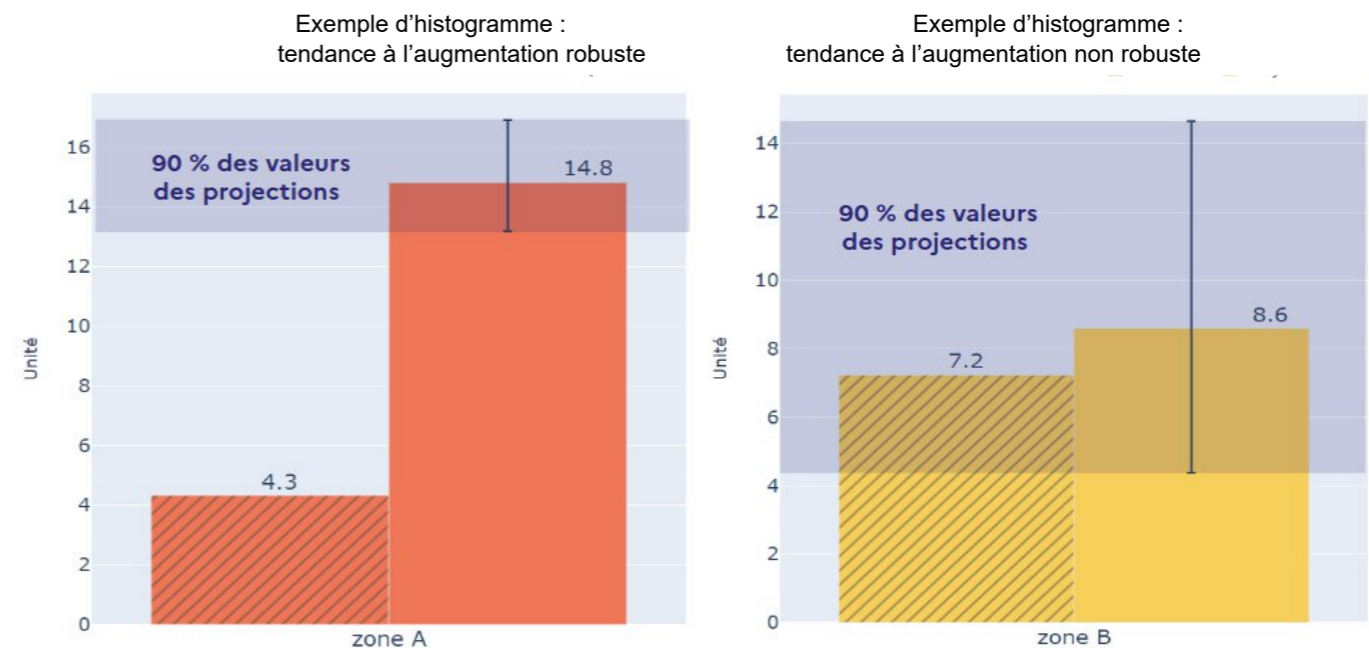 Exemple d’histogramme :
tendance à l’augmentation robuste
16
14
12
10
8
6
4
2
0
Unité
90 % des valeurs
des projections
14.8
4.3
zone A
Exemple d’histogramme :
tendance à l’augmentation non robuste
14
12
10
8
6
4
2
0
Unité
90 % des valeurs
des projections
8.6
7.2
zone B